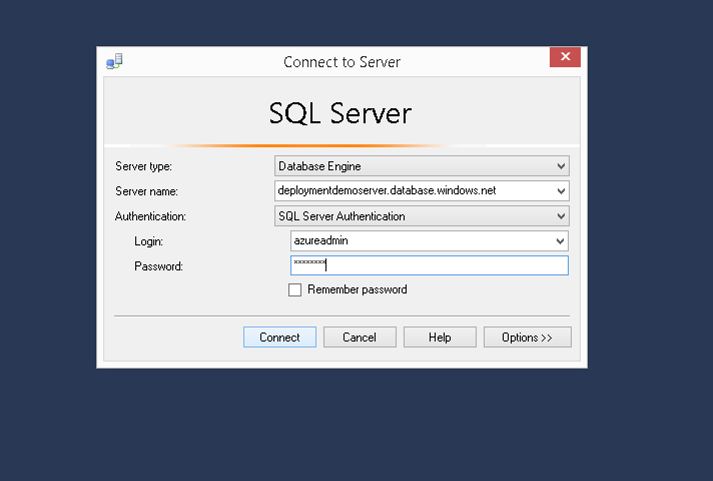 Connect to Server
SQL Server
Server type: Database Engine
Server name: deploymentdemoserver.database.windows.net
Authentication: SQL Server Authentication
Login: azureadmin
Password: ********
Remember password
Connect Cancel Help Options >>